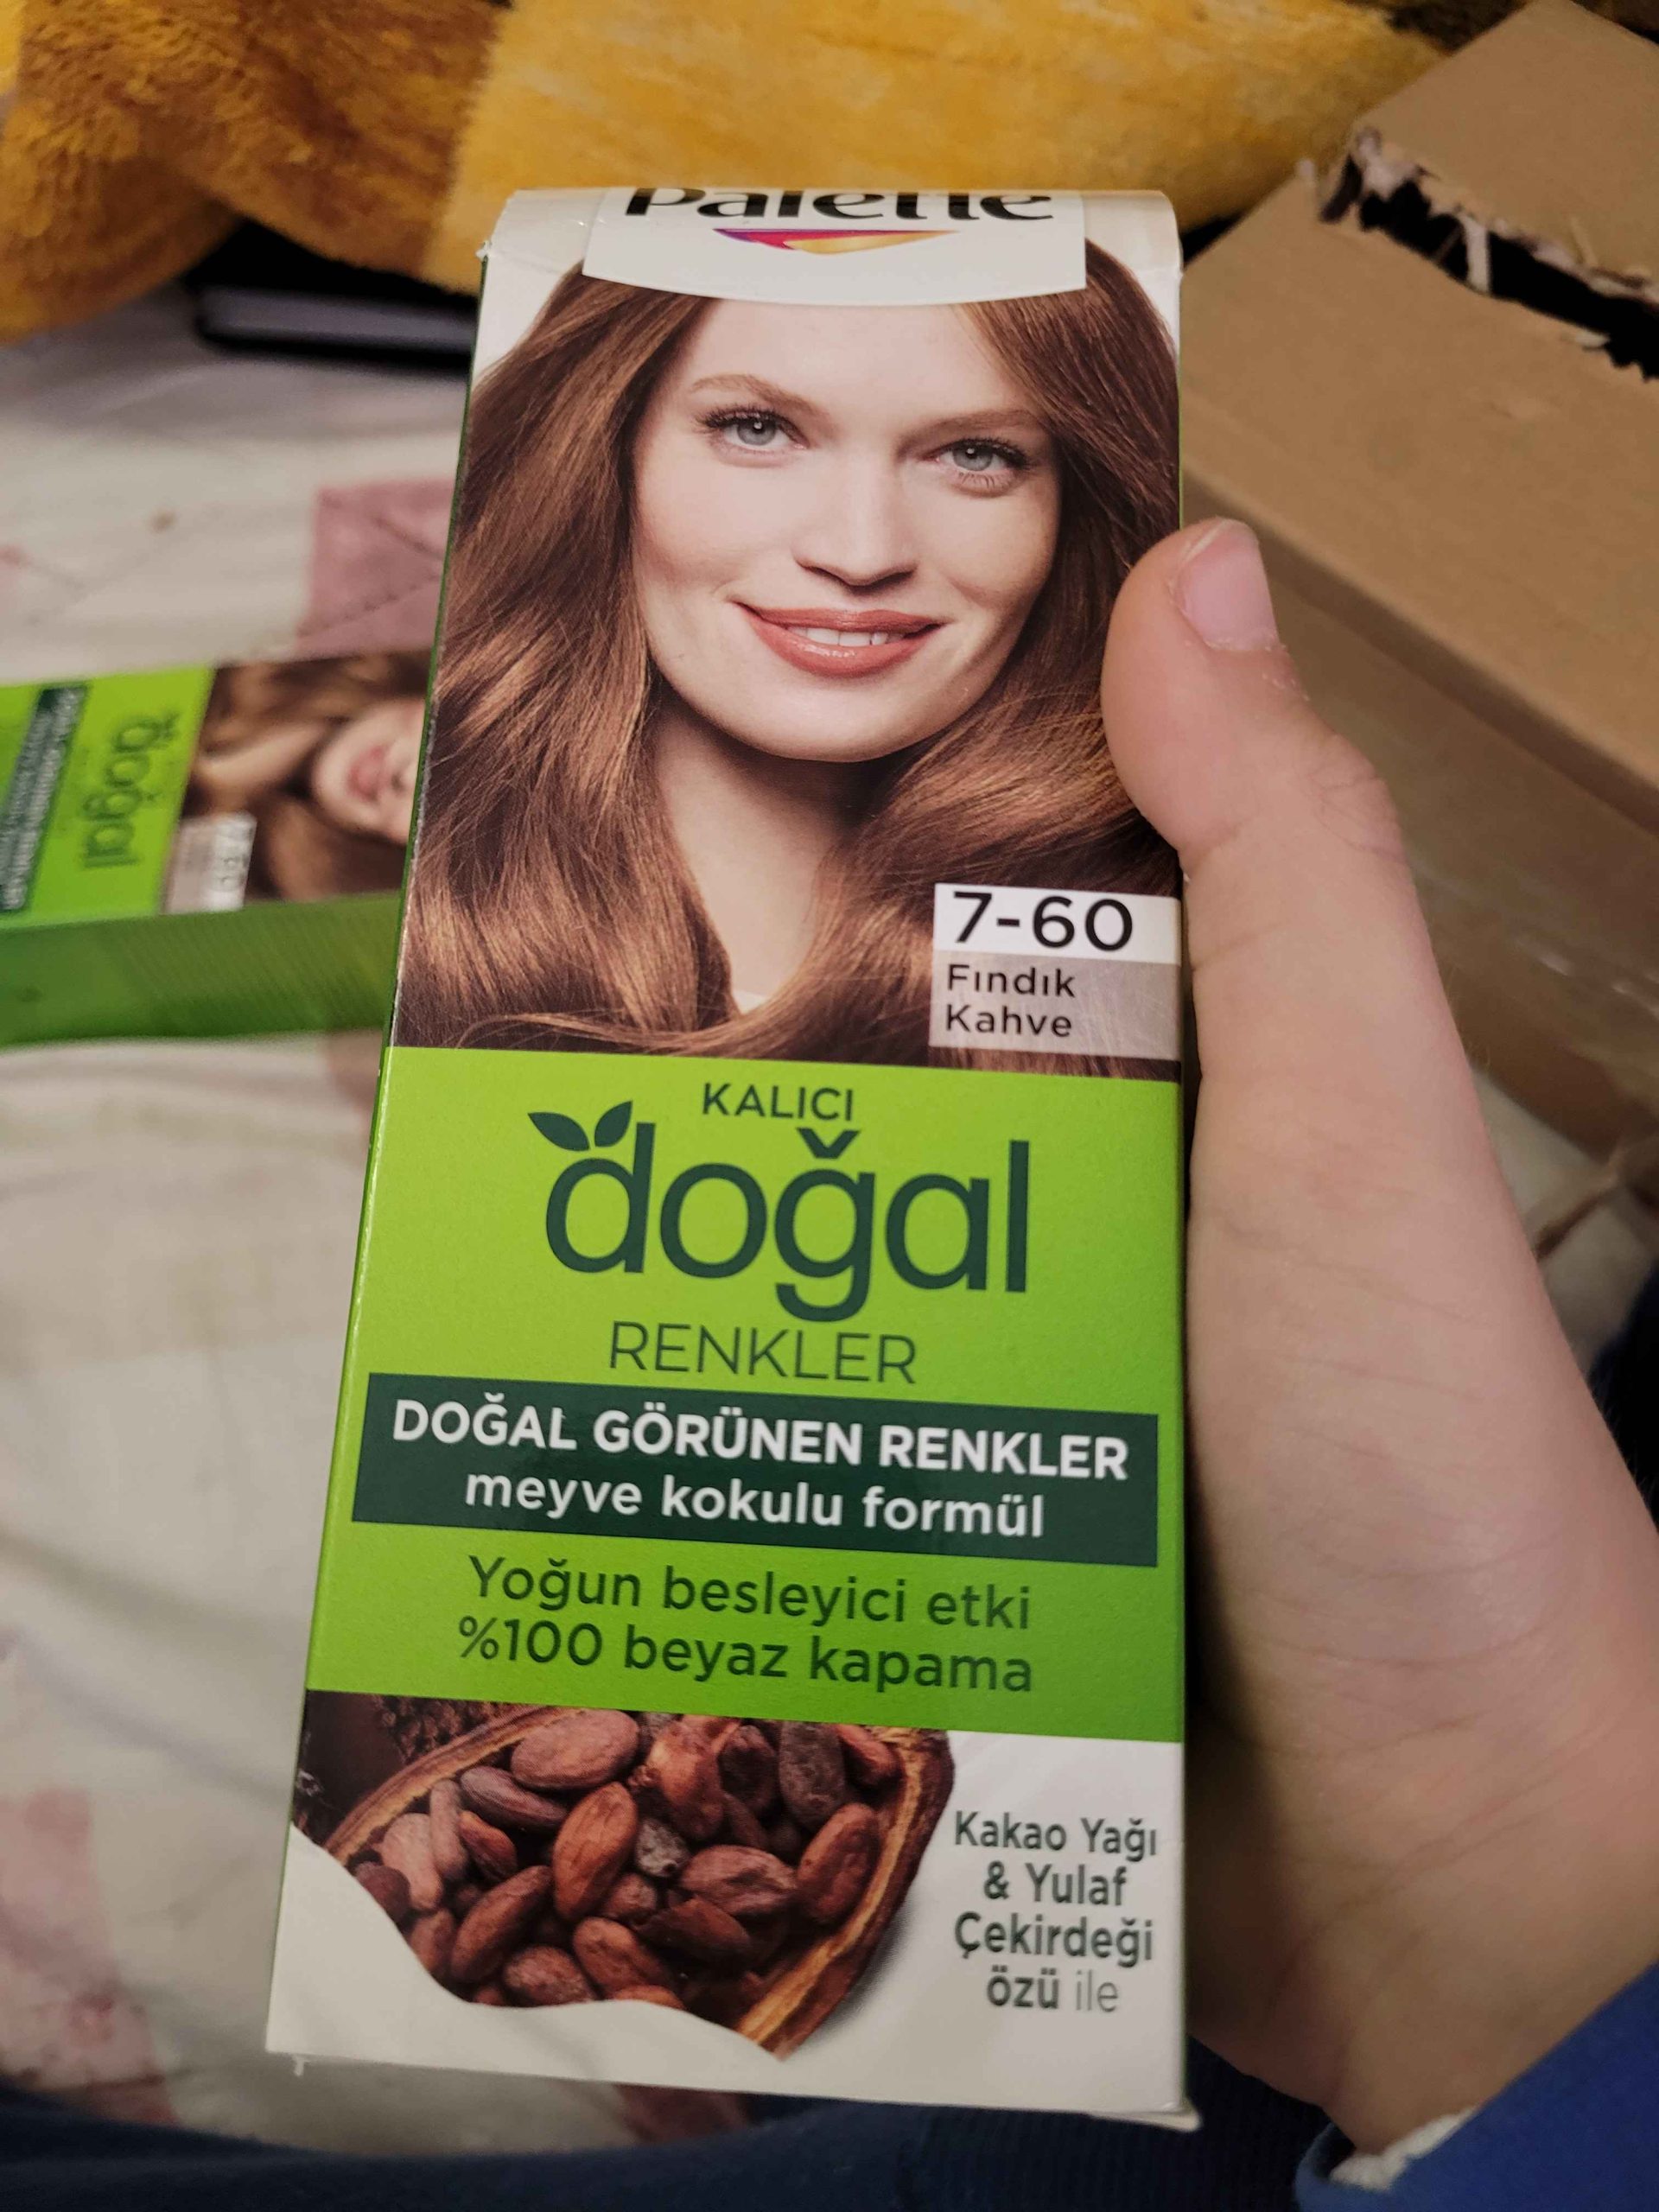 Palette
7-60
Fındık
Kahve
KALICI
doğal
RENKLER
DOĞAL GÖRÜNEN RENKLER
meyve kokulu formül
Yoğun besleyici etki
%100 beyaz kapama
Kakao Yağı
& Yulaf
Çekirdeği
özü ile
doğal